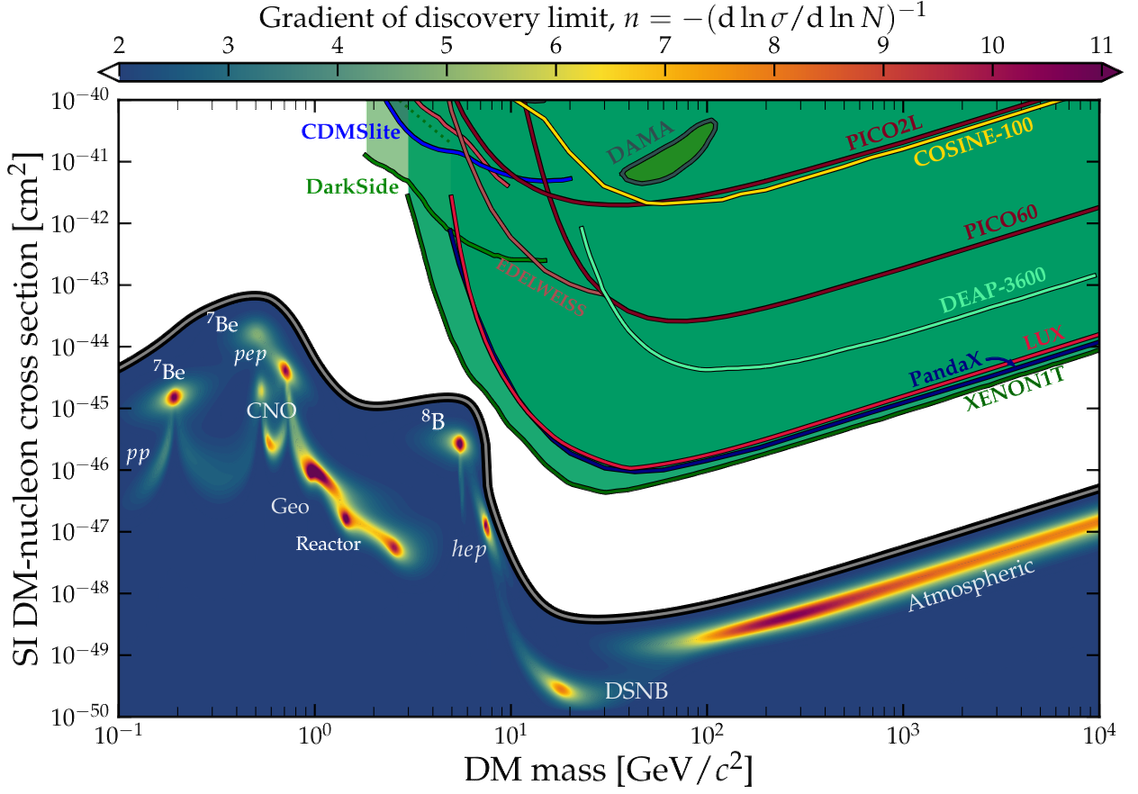 Gradient of discovery limit, n = −(d ln σ/d ln N)⁻¹
2 3 4 5 6 7 8 9 10 11
SI DM-nucleon cross section [cm²]
10⁻⁴⁰
10⁻⁴¹
10⁻⁴²
10⁻⁴³
10⁻⁴⁴
10⁻⁴⁵
10⁻⁴⁶
10⁻⁴⁷
10⁻⁴⁸
10⁻⁴⁹
10⁻⁵⁰
CDMSlite
DarkSide
DAMA
PICO2L
COSINE-100
PICO60
EDELWEISS
DEAP-3600
LUX
PandaX
XENON1T
⁷Be
pep
⁷Be
CNO
⁸B
pp
Geo
Reactor
hep
Atmospheric
DSNB
10⁻¹ 10⁰ 10¹ 10² 10³ 10⁴
DM mass [GeV/c²]